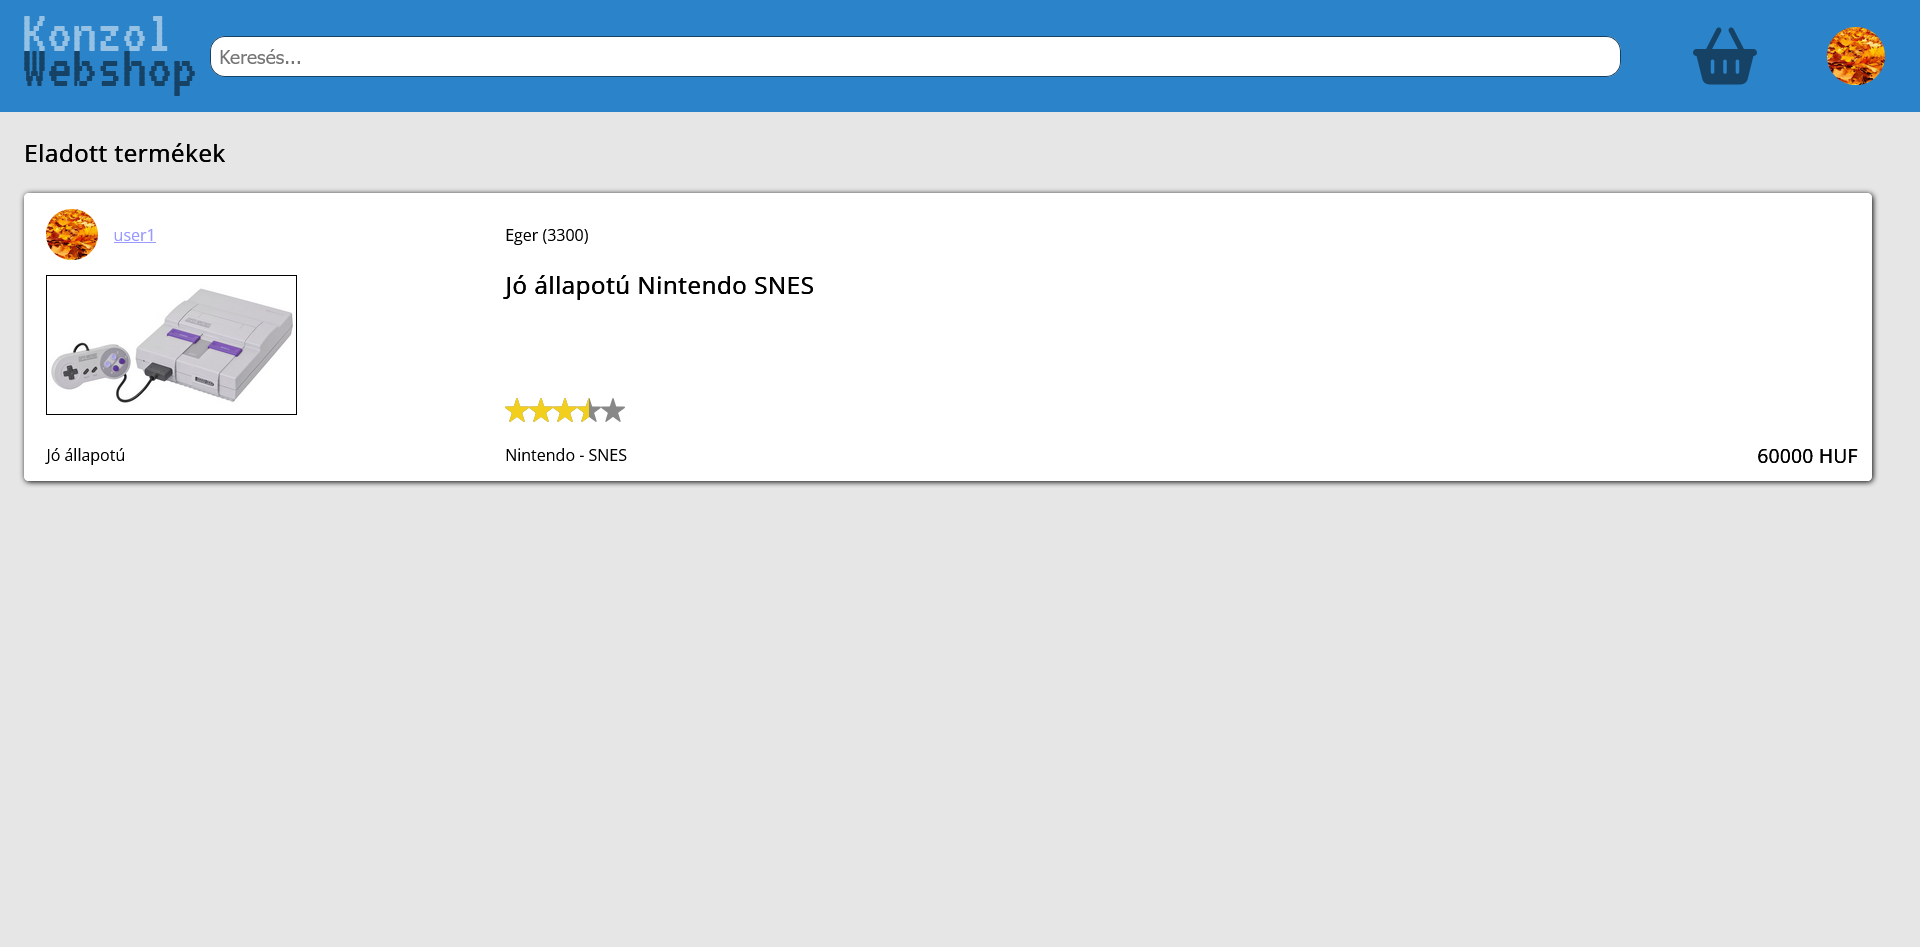 Konzol
Webshop
Keresés...
Eladott termékek
user1
Eger (3300)
Jó állapotú Nintendo SNES
Jó állapotú
Nintendo - SNES
60000 HUF